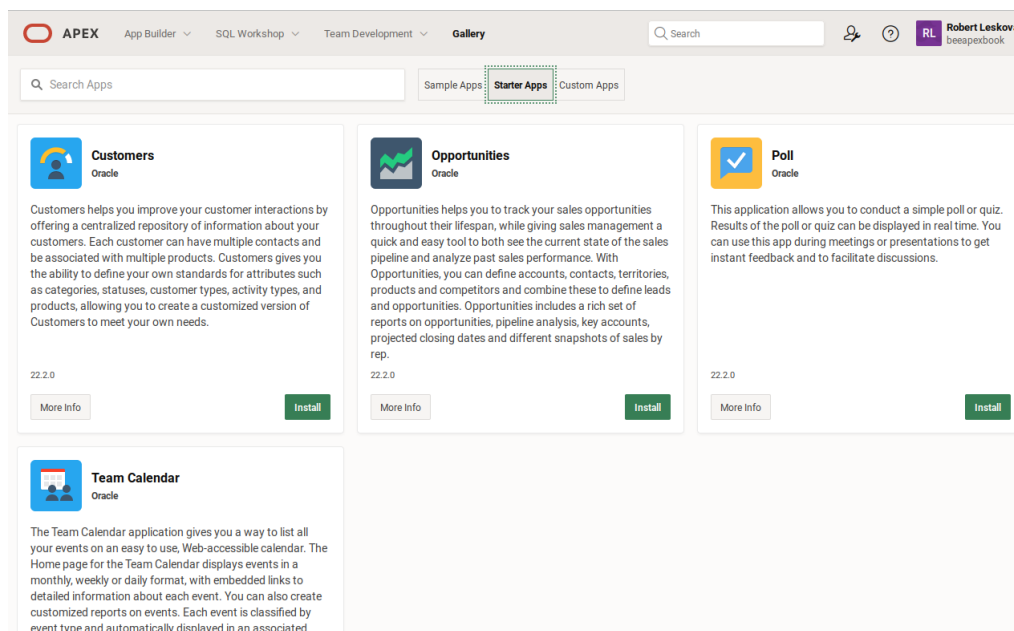 APEX App Builder SQL Workshop Team Development Gallery Search RL Robert Leskova
beeapexbook
Search Apps Sample Apps Starter Apps Custom Apps
Customers
Oracle
Customers helps you improve your customer interactions by
offering a centralized repository of information about your
customers. Each customer can have multiple contacts and
be associated with multiple products. Customers gives you
the ability to define your own standards for attributes such
as categories, statuses, customer types, activity types, and
products, allowing you to create a customized version of
Customers to meet your own needs.
22.2.0
More Info Install
Opportunities
Oracle
Opportunities helps you to track your sales opportunities
throughout their lifespan, while giving sales management a
quick and easy tool to both see the current state of the sales
pipeline and analyze past sales performance. With
Opportunities, you can define accounts, contacts, territories,
products and competitors and combine these to define leads
and opportunities. Opportunities includes a rich set of
reports on opportunities, pipeline analysis, key accounts,
projected closing dates and different snapshots of sales by
rep.
22.2.0
More Info Install
Poll
Oracle
This application allows you to conduct a simple poll or quiz.
Results of the poll or quiz can be displayed in real time. You
can use this app during meetings or presentations to get
instant feedback and to facilitate discussions.
22.2.0
More Info Install
Team Calendar
Oracle
The Team Calendar application gives you a way to list all
your events on an easy to use, Web-accessible calendar. The
Home page for the Team Calendar displays events in a
monthly, weekly or daily format, with embedded links to
detailed information about each event. You can also create
customized reports on events. Each event is classified by
event type and automatically displayed in an associated